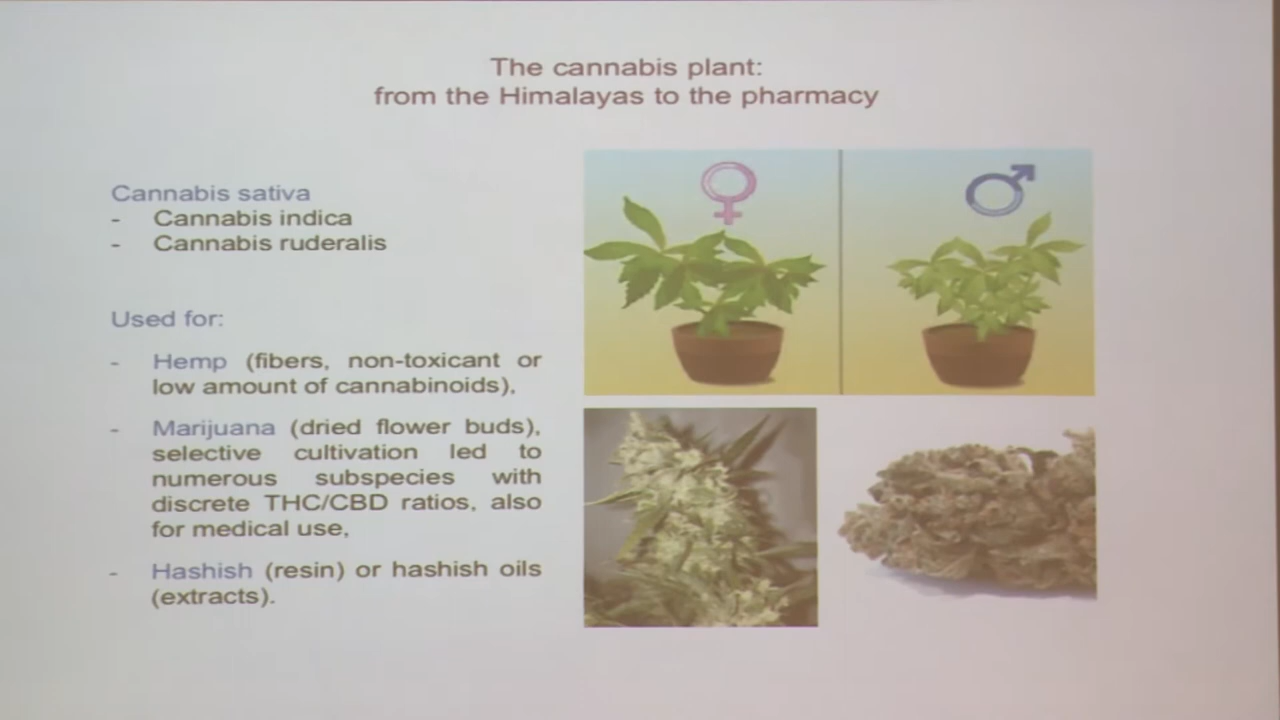 The cannabis plant:
from the Himalayas to the pharmacy
Cannabis sativa
- Cannabis indica
- Cannabis ruderalis
Used for:
- Hemp (fibers, non-toxicant or
low amount of cannabinoids),
- Marijuana (dried flower buds),
selective cultivation led to
numerous subspecies with
discrete THC/CBD ratios, also
for medical use,
- Hashish (resin) or hashish oils
(extracts).